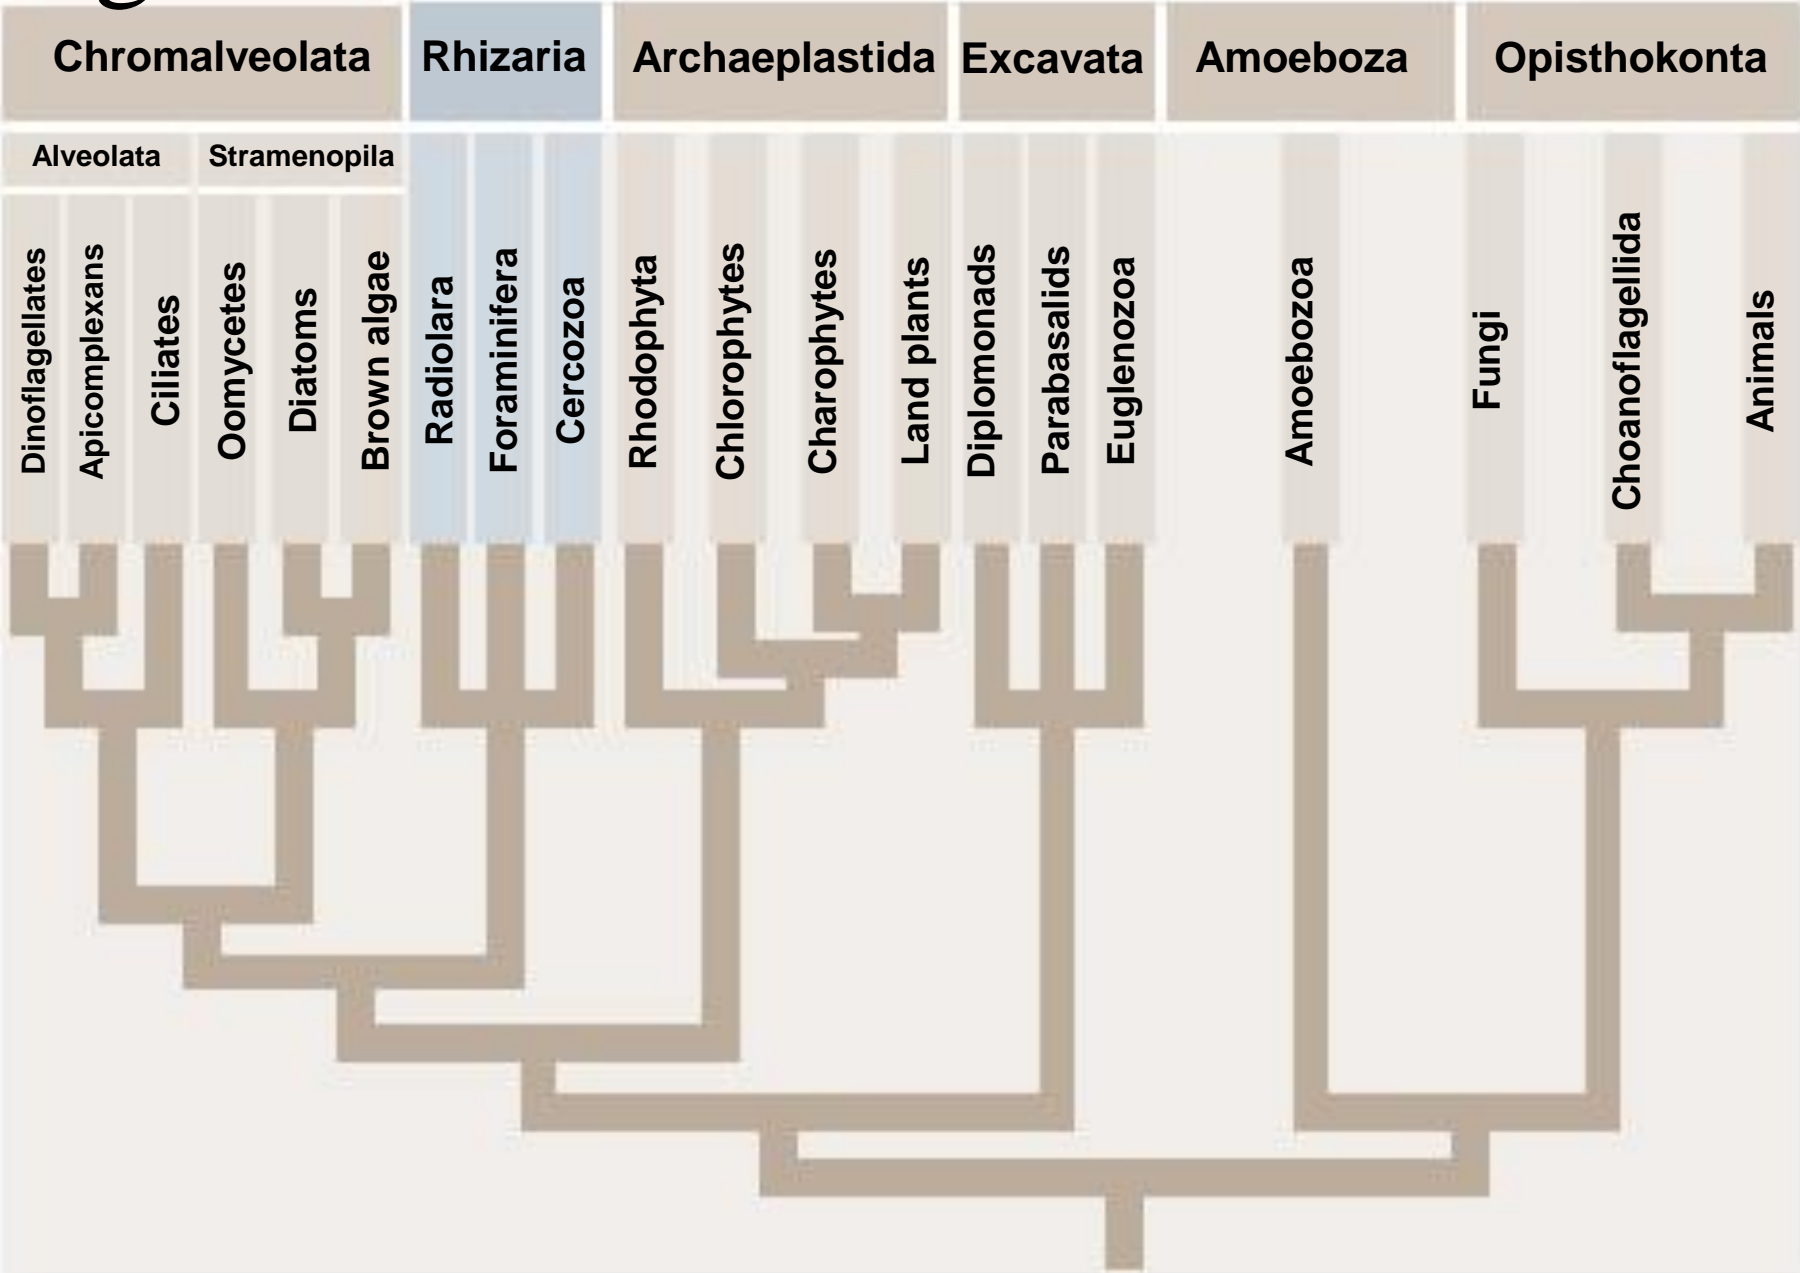 Chromalveolata
Rhizaria
Archaeplastida
Excavata
Amoeboza
Opisthokonta
Alveolata
Stramenopila
Dinoflagellates
Apicomplexans
Ciliates
Oomycetes
Diatoms
Brown algae
Radiolara
Foraminifera
Cercozoa
Rhodophyta
Chlorophytes
Charophytes
Land plants
Diplomonads
Parabasalids
Euglenozoa
Amoebozoa
Fungi
Choanoflagellida
Animals